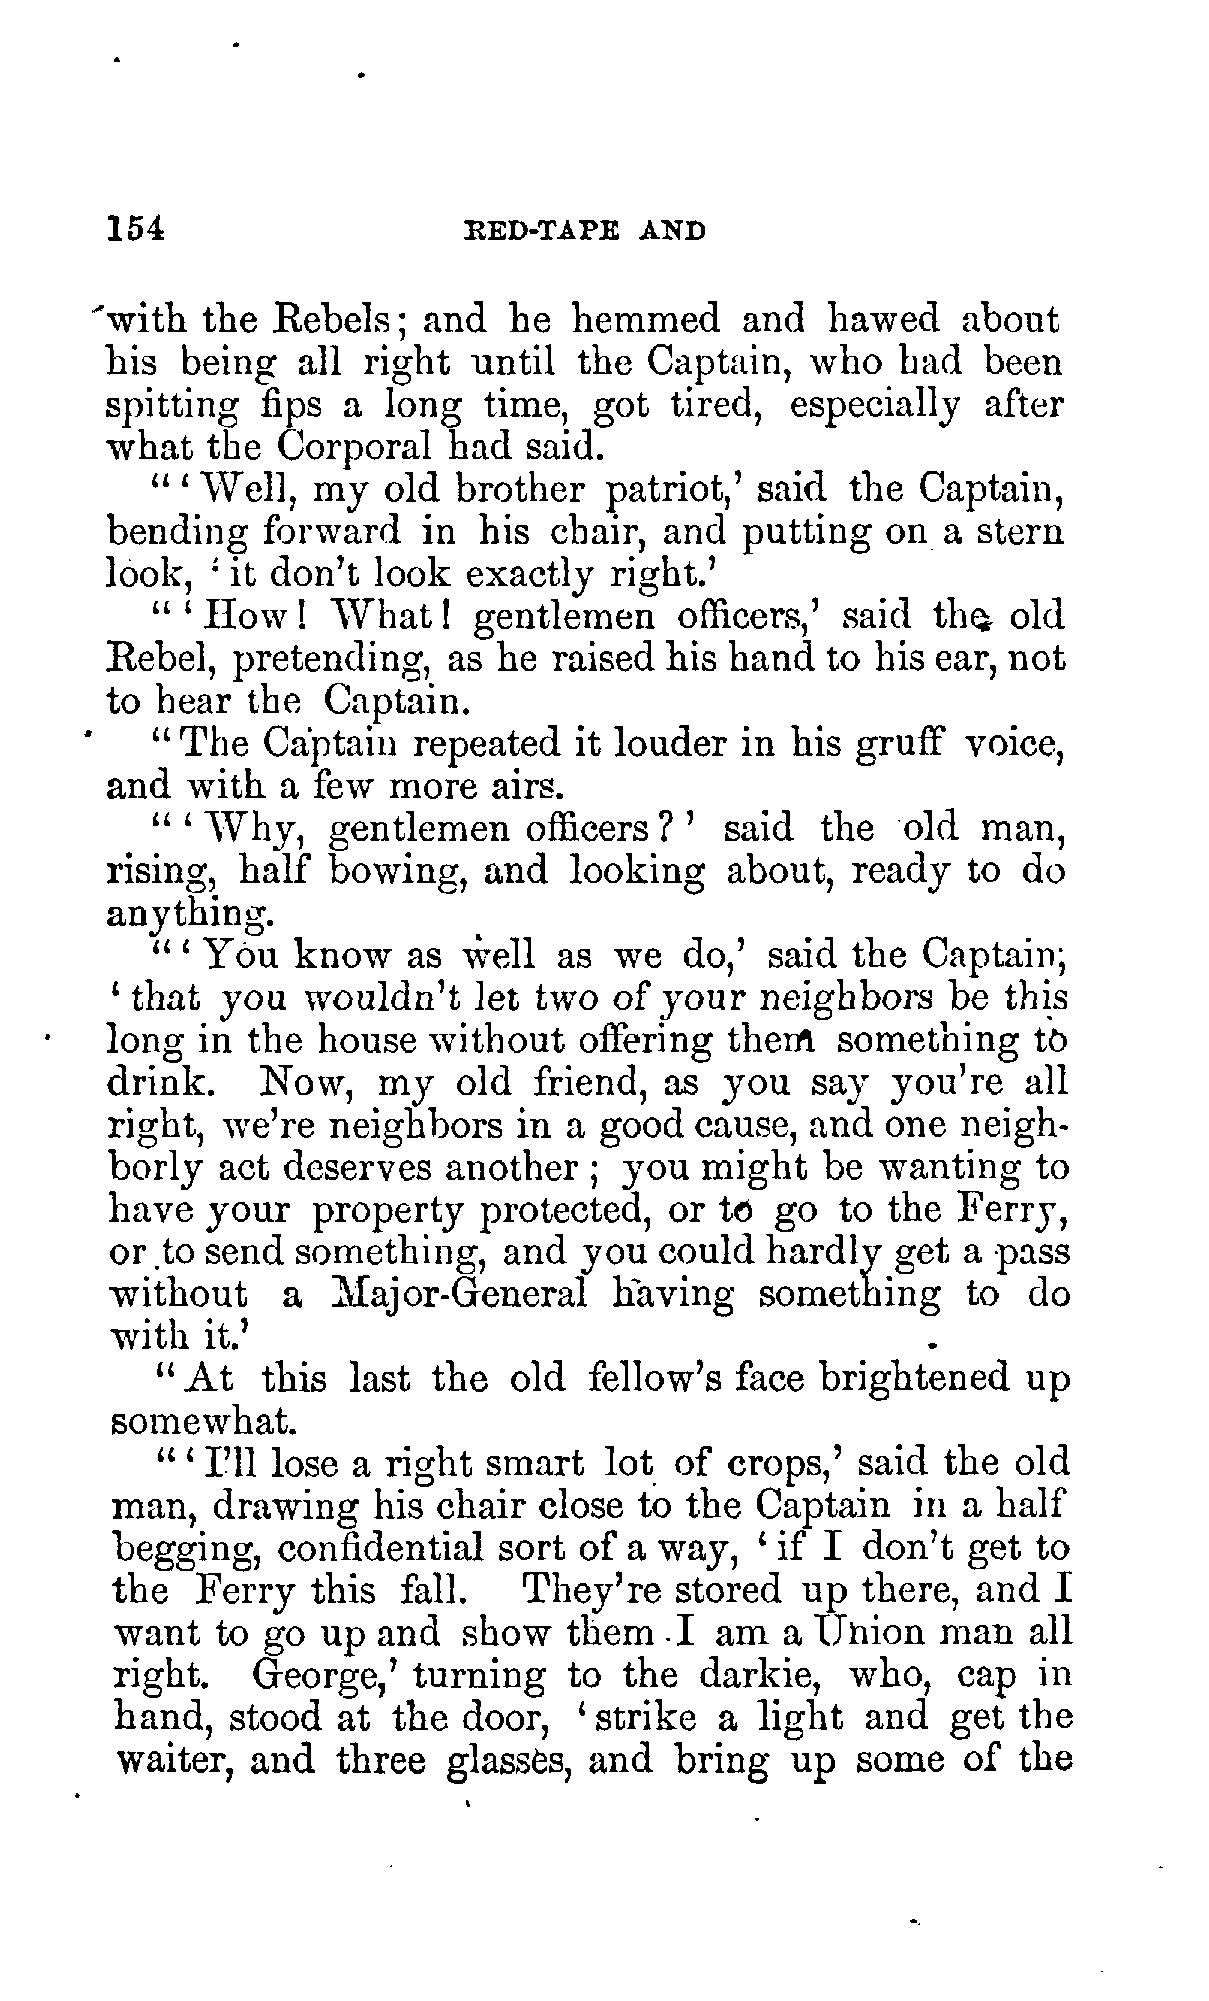 154 RED-TAPE AND
with the Rebels; and he hemmed and hawed about
his being all right until the Captain, who had been
spitting fips a long time, got tired, especially after
what the Corporal had said.
"'Well, my old brother patriot,' said the Captain,
bending forward in his chair, and putting on a stern
look, 'it don't look exactly right.'
"'How! What! gentlemen officers,' said the old
Rebel, pretending, as he raised his hand to his ear, not
to hear the Captain.
"The Captain repeated it louder in his gruff voice,
and with a few more airs.
"'Why, gentlemen officers?' said the old man,
rising, half bowing, and looking about, ready to do
anything.
"'You know as well as we do,' said the Captain;
'that you wouldn't let two of your neighbors be this
long in the house without offering them something to
drink. Now, my old friend, as you say you're all
right, we're neighbors in a good cause, and one neigh-
borly act deserves another; you might be wanting to
have your property protected, or to go to the Ferry,
or to send something, and you could hardly get a pass
without a Major-General having something to do
with it.'
"At this last the old fellow's face brightened up
somewhat.
"'I'll lose a right smart lot of crops,' said the old
man, drawing his chair close to the Captain in a half
begging, confidential sort of a way, 'if I don't get to
the Ferry this fall. They're stored up there, and I
want to go up and show them I am a Union man all
right. George,' turning to the darkie, who, cap in
hand, stood at the door, 'strike a light and get the
waiter, and three glasses, and bring up some of the